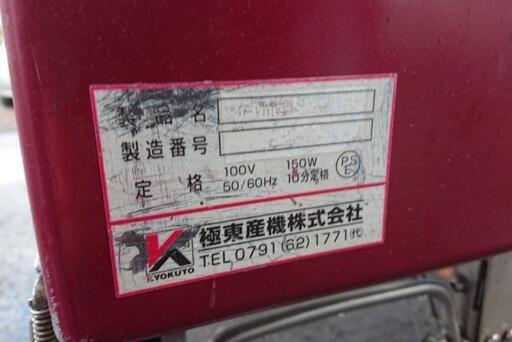 製品名
製造番号
定格 100V 150W
50/60Hz 10分定格
PS
E
極東産機株式会社
KYOKUTO
TEL 0791(62)1771代